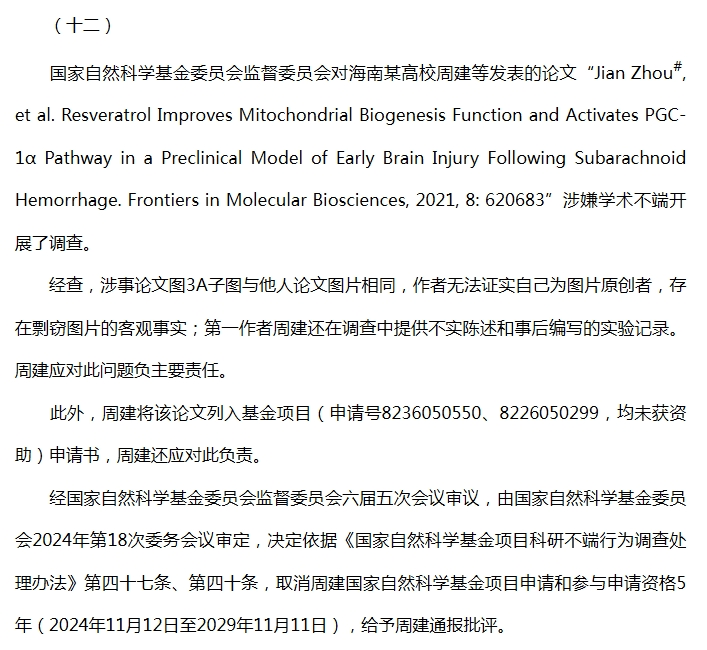 （十二）
国家自然科学基金委员会监督委员会对海南某高校周建等发表的论文“Jian Zhou#,
et al. Resveratrol Improves Mitochondrial Biogenesis Function and Activates PGC-
1α Pathway in a Preclinical Model of Early Brain Injury Following Subarachnoid
Hemorrhage. Frontiers in Molecular Biosciences, 2021, 8: 620683”涉嫌学术不端开
展了调查。
经查，涉事论文图3A子图与他人论文图片相同，作者无法证实自己为图片原创者，存
在剽窃图片的客观事实；第一作者周建还在调查中提供不实陈述和事后编写的实验记录。
周建应对此问题负主要责任。
此外，周建将该论文列入基金项目（申请号8236050550、8226050299，均未获资
助）申请书，周建还应对此负责。
经国家自然科学基金委员会监督委员会六届五次会议审议，由国家自然科学基金委员
会2024年第18次委务会议审定，决定依据《国家自然科学基金项目科研不端行为调查处
理办法》第四十七条、第四十条，取消周建国家自然科学基金项目申请和参与申请资格5
年（2024年11月12日至2029年11月11日），给予周建通报批评。